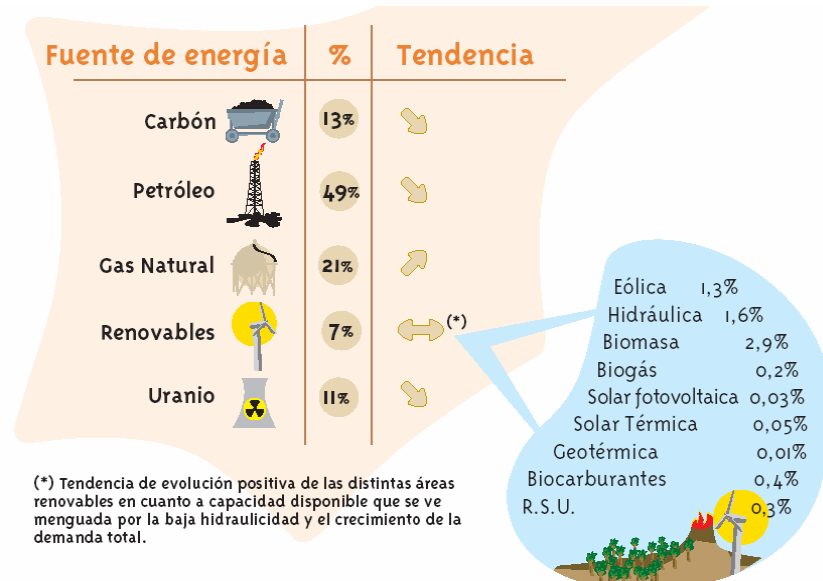 Fuente de energía % Tendencia
Carbón 13%
Petróleo 49%
Gas Natural 21%
Renovables 7% (*)
Uranio 11%
Eólica 1,3%
Hidráulica 1,6%
Biomasa 2,9%
Biogás 0,2%
Solar fotovoltaica 0,03%
Solar Térmica 0,05%
Geotérmica 0,01%
Biocarburantes 0,4%
R.S.U. 0,3%
(*) Tendencia de evolución positiva de las distintas áreas
renovables en cuanto a capacidad disponible que se ve
menguada por la baja hidraulicidad y el crecimiento de la
demanda total.